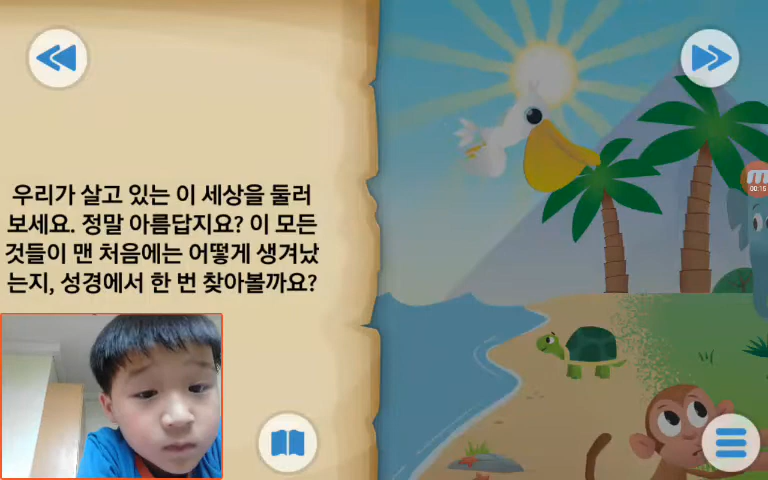 우리가 살고 있는 이 세상을 둘러
보세요. 정말 아름답지요? 이 모든
것들이 맨 처음에는 어떻게 생겨났
는지, 성경에서 한 번 찾아볼까요?
00:15